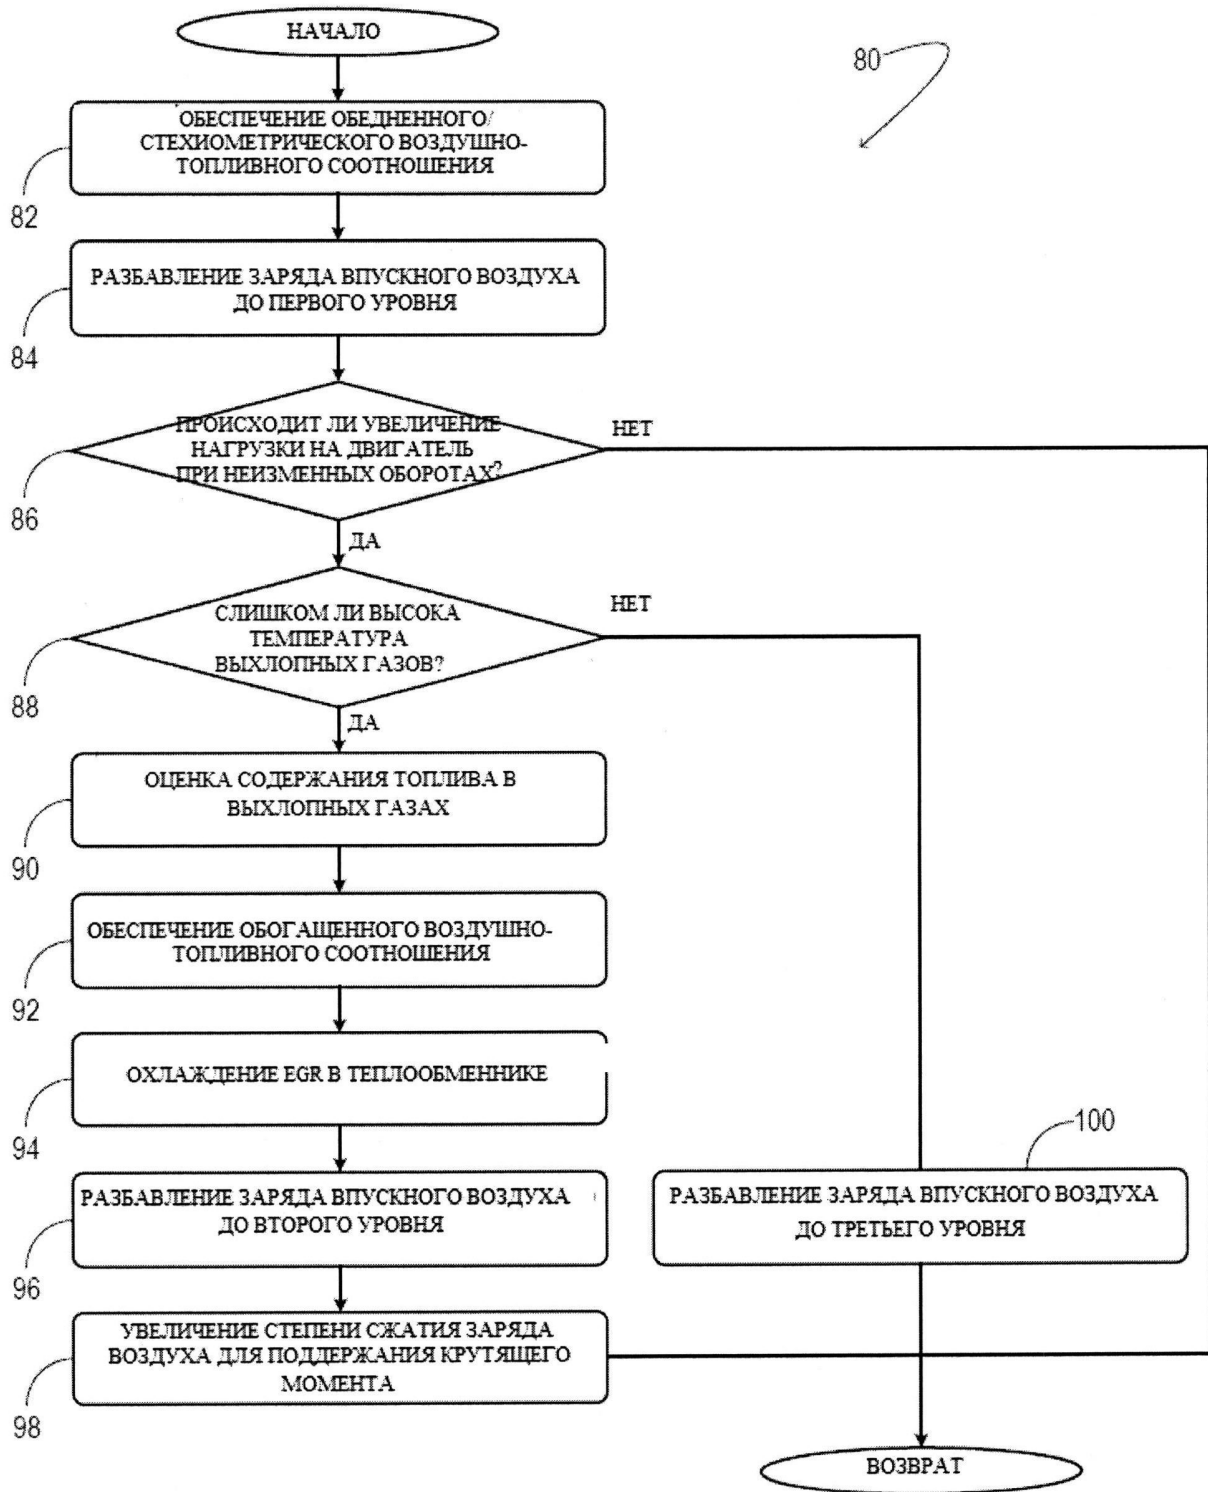 НАЧАЛО
80
ОБЕСПЕЧЕНИЕ ОБЕДНЕННОГО/
СТЕХИОМЕТРИЧЕСКОГО ВОЗДУШНО-
ТОПЛИВНОГО СООТНОШЕНИЯ
82
РАЗБАВЛЕНИЕ ЗАРЯДА ВПУСКНОГО ВОЗДУХА
ДО ПЕРВОГО УРОВНЯ
84
ПРОИСХОДИТ ЛИ УВЕЛИЧЕНИЕ
НАГРУЗКИ НА ДВИГАТЕЛЬ
ПРИ НЕИЗМЕННЫХ ОБОРОТАХ?
НЕТ
86
ДА
СЛИШКОМ ЛИ ВЫСОКА
ТЕМПЕРАТУРА
ВЫХЛОПНЫХ ГАЗОВ?
НЕТ
88
ДА
ОЦЕНКА СОДЕРЖАНИЯ ТОПЛИВА В
ВЫХЛОПНЫХ ГАЗАХ
90
ОБЕСПЕЧЕНИЕ ОБОГАЩЕННОГО ВОЗДУШНО-
ТОПЛИВНОГО СООТНОШЕНИЯ
92
ОХЛАЖДЕНИЕ EGR В ТЕПЛООБМЕННИКЕ
94
100
РАЗБАВЛЕНИЕ ЗАРЯДА ВПУСКНОГО ВОЗДУХА
ДО ВТОРОГО УРОВНЯ
96
РАЗБАВЛЕНИЕ ЗАРЯДА ВПУСКНОГО ВОЗДУХА
ДО ТРЕТЬЕГО УРОВНЯ
УВЕЛИЧЕНИЕ СТЕПЕНИ СЖАТИЯ ЗАРЯДА
ВОЗДУХА ДЛЯ ПОДДЕРЖАНИЯ КРУТЯЩЕГО
МОМЕНТА
98
ВОЗВРАТ